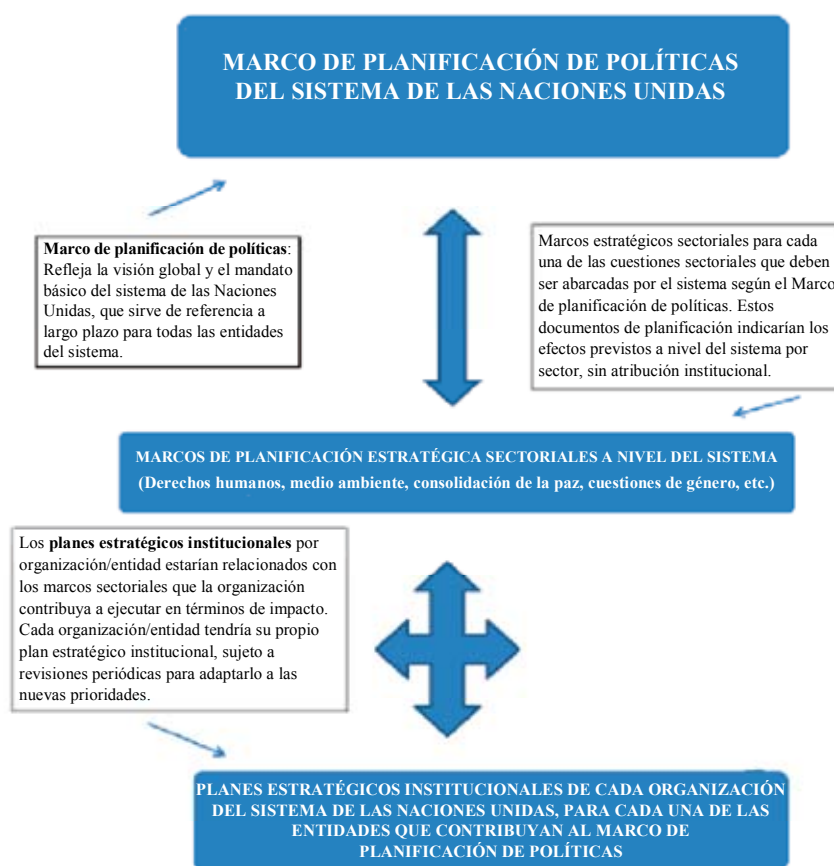 MARCO DE PLANIFICACIÓN DE POLÍTICAS
DEL SISTEMA DE LAS NACIONES UNIDAS
Marco de planificación de políticas:
Refleja la visión global y el mandato
básico del sistema de las Naciones
Unidas, que sirve de referencia a
largo plazo para todas las entidades
del sistema.
Marcos estratégicos sectoriales para cada
una de las cuestiones sectoriales que deben
ser abarcadas por el sistema según el Marco
de planificación de políticas. Estos
documentos de planificación indicarían los
efectos previstos a nivel del sistema por
sector, sin atribución institucional.
MARCOS DE PLANIFICACIÓN ESTRATÉGICA SECTORIALES A NIVEL DEL SISTEMA
(Derechos humanos, medio ambiente, consolidación de la paz, cuestiones de género, etc.)
Los planes estratégicos institucionales por
organización/entidad estarían relacionados con
los marcos sectoriales que la organización
contribuya a ejecutar en términos de impacto.
Cada organización/entidad tendría su propio
plan estratégico institucional, sujeto a
revisiones periódicas para adaptarlo a las
nuevas prioridades.
PLANES ESTRATÉGICOS INSTITUCIONALES DE CADA ORGANIZACIÓN
DEL SISTEMA DE LAS NACIONES UNIDAS, PARA CADA UNA DE LAS
ENTIDADES QUE CONTRIBUYAN AL MARCO DE
PLANIFICACIÓN DE POLÍTICAS